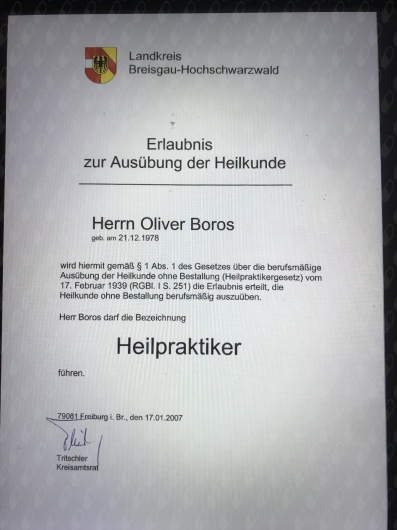 Landkreis
Breisgau-Hochschwarzwald
Erlaubnis
zur Ausübung der Heilkunde
Herrn Oliver Boros
geb. am 21.12.1978
wird hiermit gemäß § 1 Abs. 1 des Gesetzes über die berufsmäßige
Ausübung der Heilkunde ohne Bestallung (Heilpraktikergesetz) vom
17. Februar 1939 (RGBl. I S. 251) die Erlaubnis erteilt, die
Heilkunde ohne Bestallung berufsmäßig auszuüben.
Herr Boros darf die Bezeichnung
Heilpraktiker
führen.
79081 Freiburg i. Br., den 17.01.2007
Tritschler
Kreisamtsrat